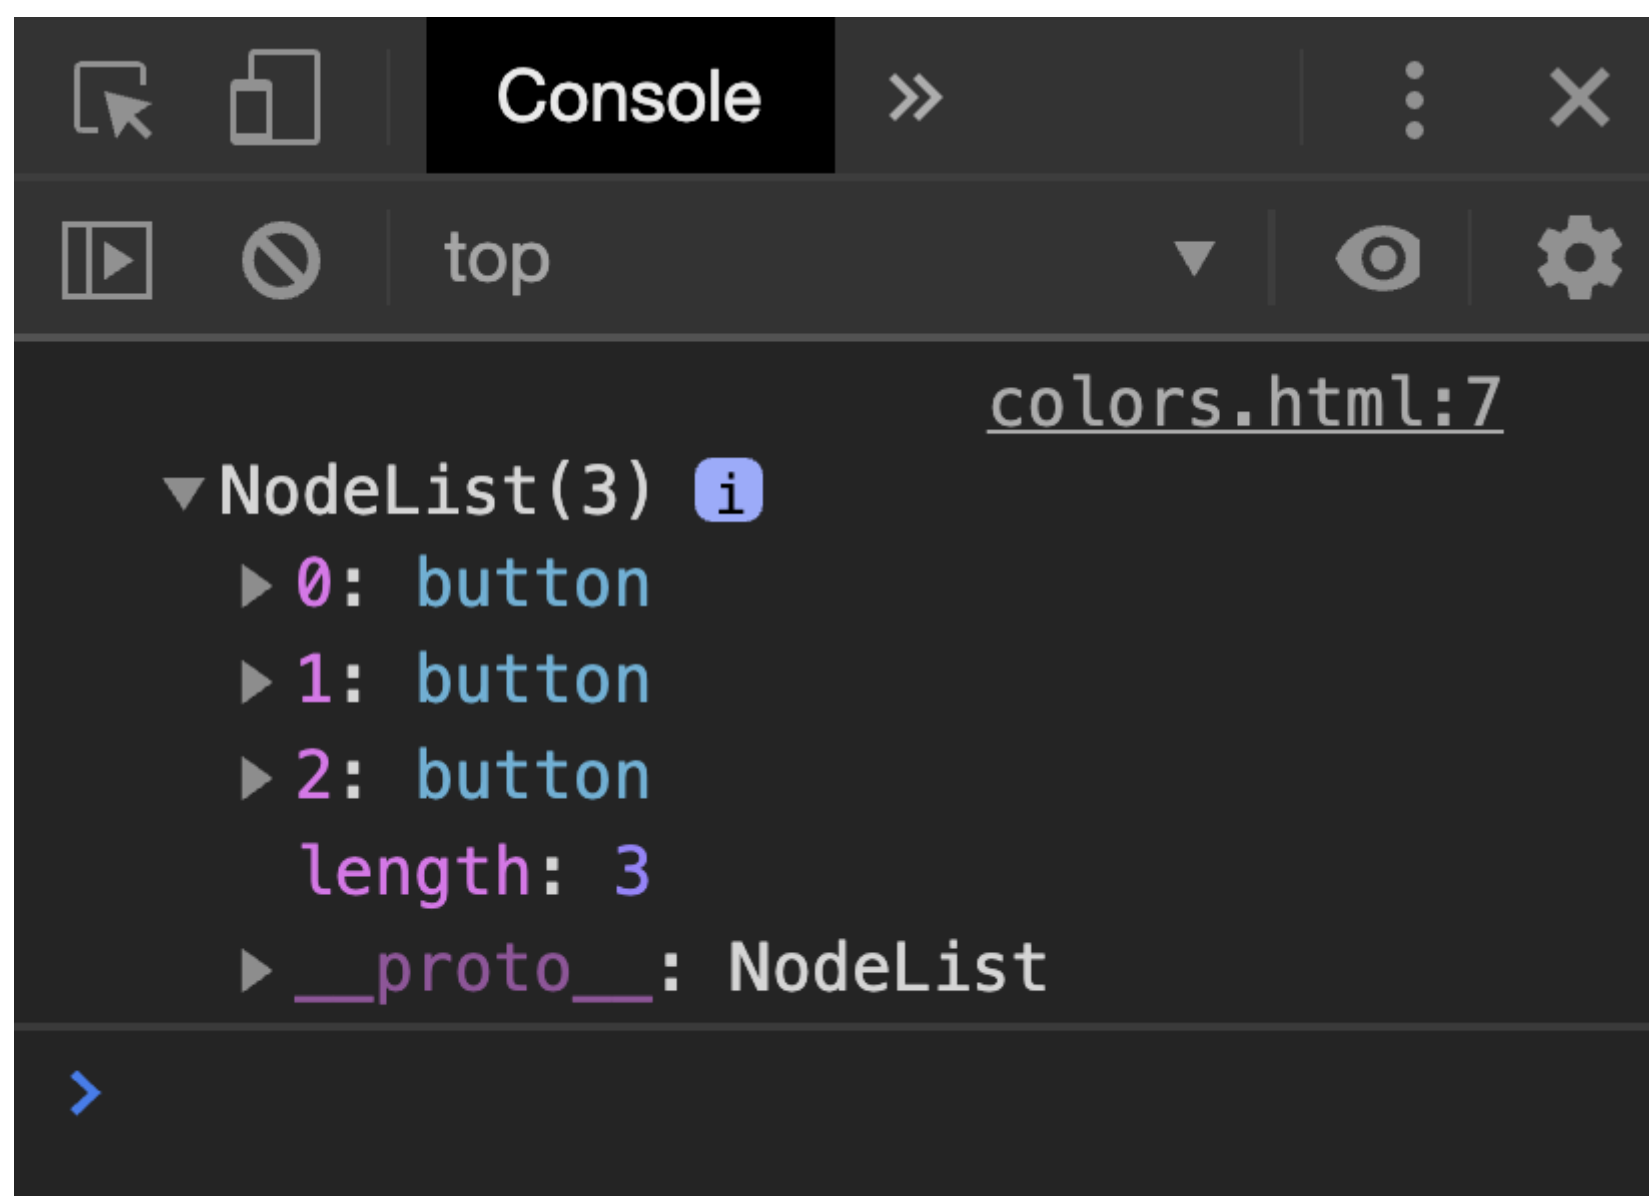 Console
top
colors.html:7
NodeList(3) i
0: button
1: button
2: button
length: 3
__proto__: NodeList